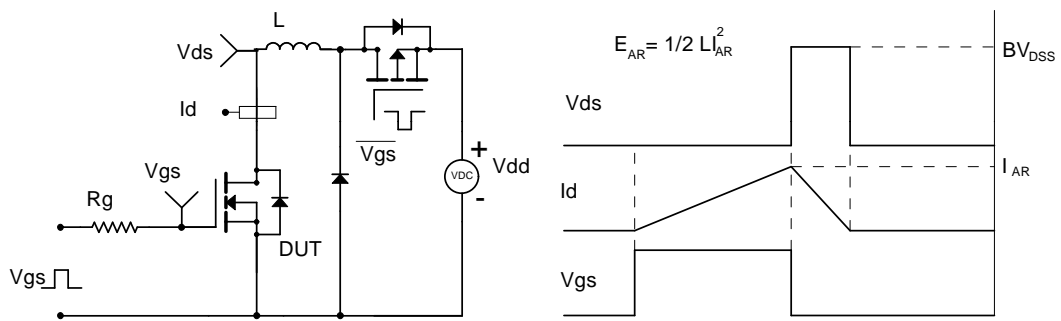 L
Vds
Id
Vgs
Vgs
Rg
DUT
Vgs
+
VDC
Vdd
-
E_AR = 1/2 LI_AR^2
BV_DSS
Vds
I_AR
Id
Vgs